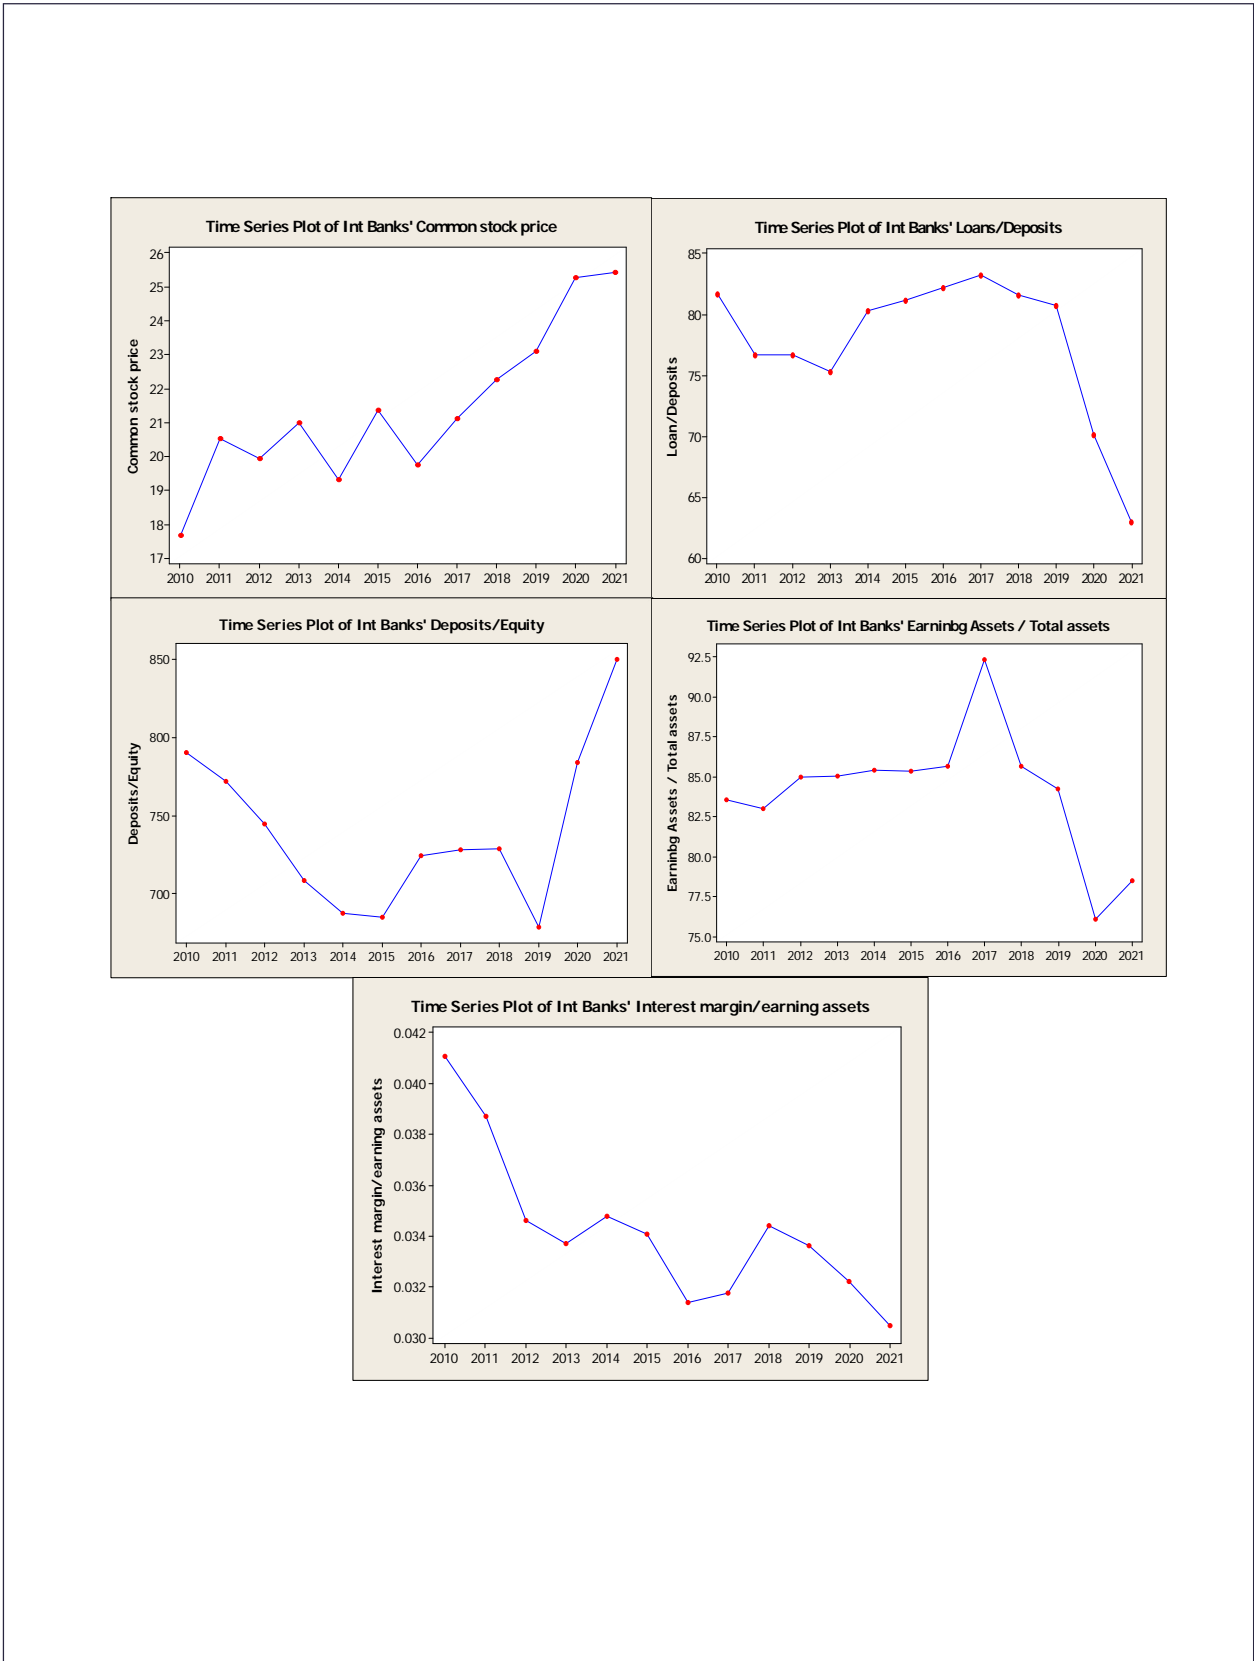 Time Series Plot of Int Banks' Common stock price
Common stock price
26
25
24
23
22
21
20
19
18
17
2010 2011 2012 2013 2014 2015 2016 2017 2018 2019 2020 2021
Time Series Plot of Int Banks' Loans/Deposits
Loan/Deposits
85
80
75
70
65
60
2010 2011 2012 2013 2014 2015 2016 2017 2018 2019 2020 2021
Time Series Plot of Int Banks' Deposits/Equity
Deposits/Equity
850
800
750
700
2010 2011 2012 2013 2014 2015 2016 2017 2018 2019 2020 2021
Time Series Plot of Int Banks' Earninbg Assets / Total assets
Earninbg Assets / Total assets
92.5
90.0
87.5
85.0
82.5
80.0
77.5
75.0
2010 2011 2012 2013 2014 2015 2016 2017 2018 2019 2020 2021
Time Series Plot of Int Banks' Interest margin/earning assets
Interest margin/earning assets
0.042
0.040
0.038
0.036
0.034
0.032
0.030
2010 2011 2012 2013 2014 2015 2016 2017 2018 2019 2020 2021